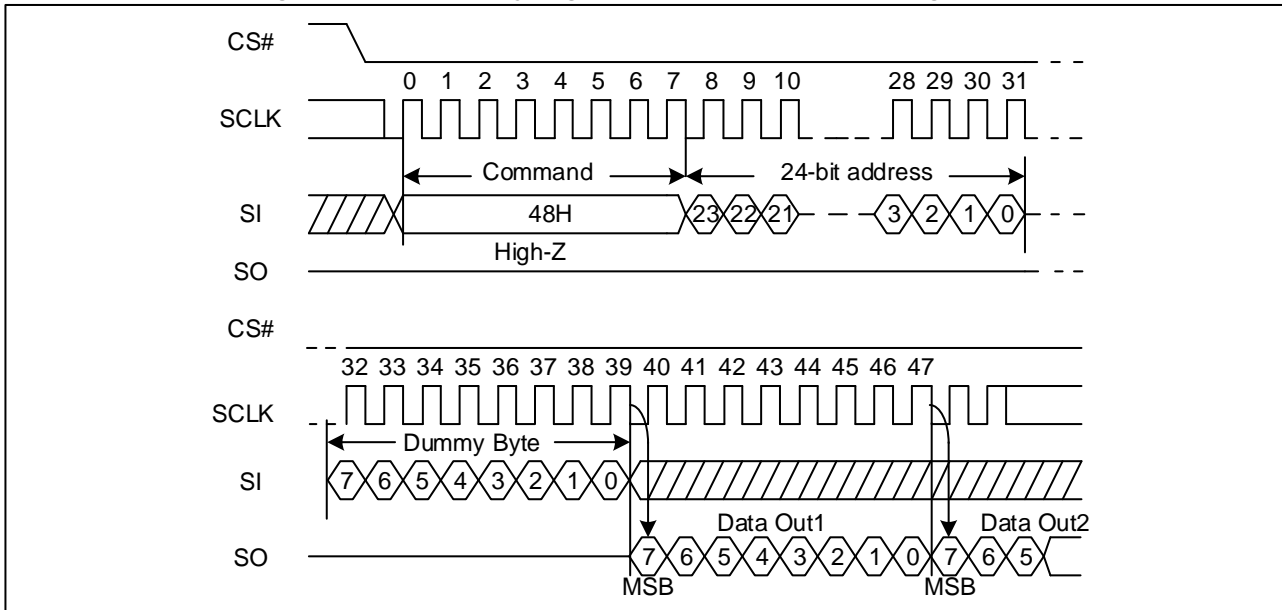 CS#
0 1 2 3 4 5 6 7 8 9 10 28 29 30 31
SCLK
Command 24-bit address
SI 48H 23 22 21 3 2 1 0
High-Z
SO
CS#
32 33 34 35 36 37 38 39 40 41 42 43 44 45 46 47
SCLK
Dummy Byte
SI 7 6 5 4 3 2 1 0
Data Out1 Data Out2
SO 7 6 5 4 3 2 1 0 7 6 5
MSB MSB